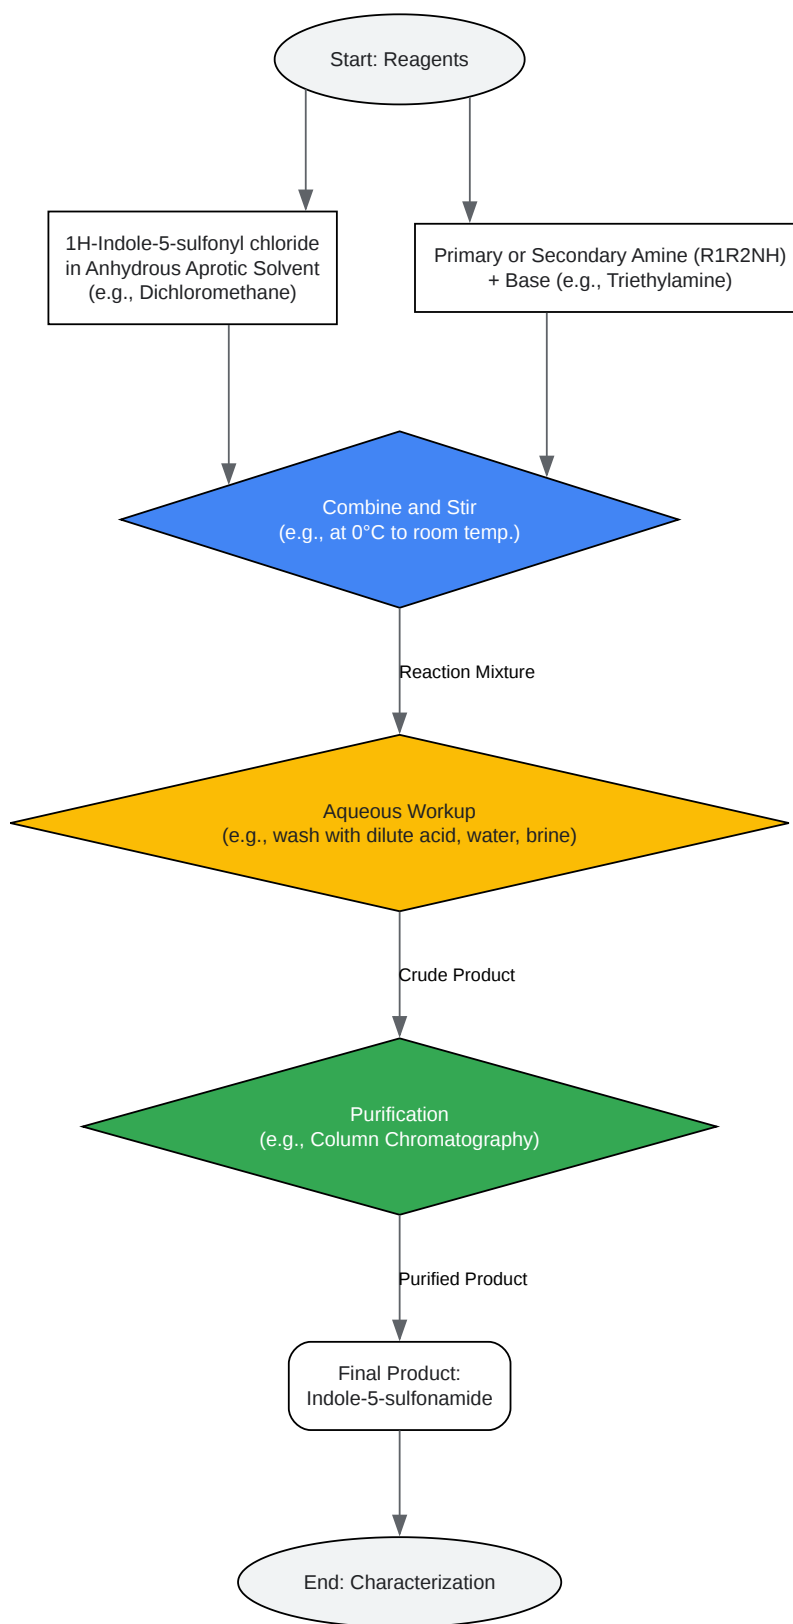 Start: Reagents
1H-Indole-5-sulfonyl chloride
in Anhydrous Aprotic Solvent
(e.g., Dichloromethane)
Primary or Secondary Amine (R1R2NH)
+ Base (e.g., Triethylamine)
Combine and Stir
(e.g., at 0°C to room temp.)
Reaction Mixture
Aqueous Workup
(e.g., wash with dilute acid, water, brine)
Crude Product
Purification
(e.g., Column Chromatography)
Purified Product
Final Product:
Indole-5-sulfonamide
End: Characterization